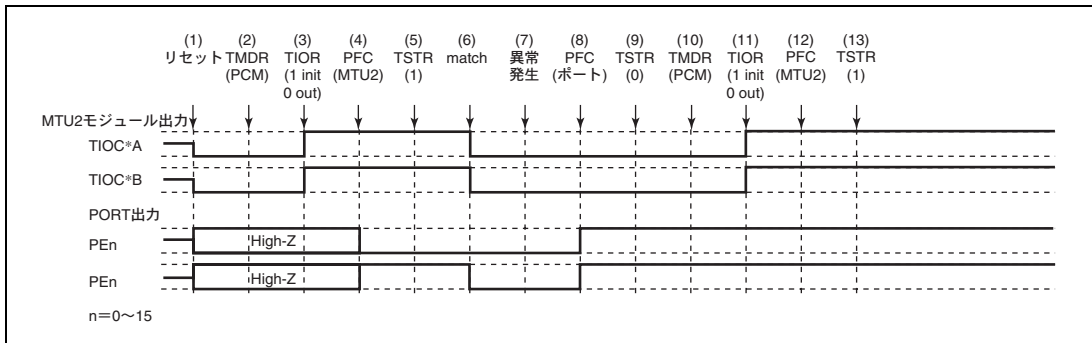 (1) (2) (3) (4) (5) (6) (7) (8) (9) (10) (11) (12) (13)
リセット TMDR TIOR PFC TSTR match 異常 PFC TSTR TMDR TIOR PFC TSTR
(PCM) (1 init (MTU2) (1) 発生 (ポート) (0) (PCM) (1 init (MTU2) (1)
0 out) 0 out)
MTU2モジュール出力
TIOC*A
TIOC*B
PORT出力
PEn High-Z
PEn High-Z
n=0~15